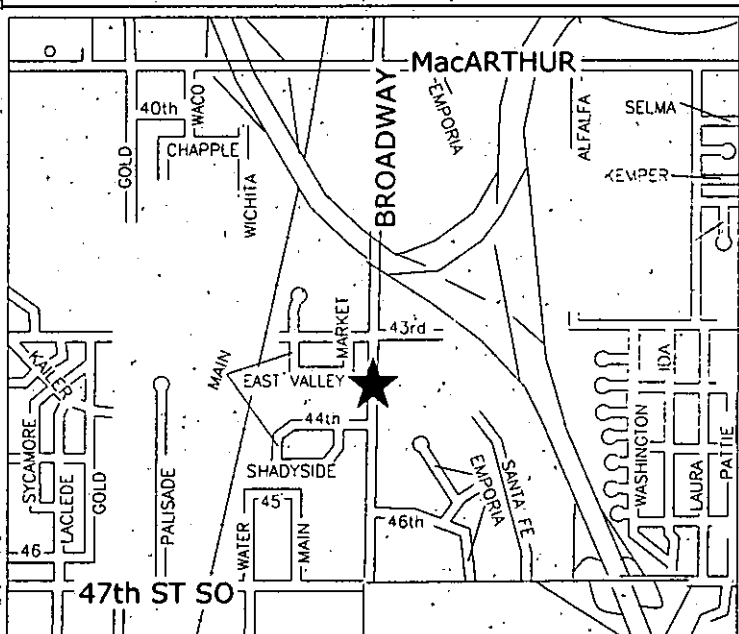 MacARTHUR
BROADWAY
EMPORIA
ALFALFA
SELMA
KEMPER
40th
WACO
CHAPPLE
GOLD
WICHITA
MARKET
43rd
MAIN
EAST VALLEY
KAILER
44th
SHADYSIDE
SYCAMORE
LACLEDE
GOLD
PALISADE
45
WATER
MAIN
46th
EMPORIA
SANTA FE
WASHINGTON
IDA
LAURA
PATTIE
46
47th ST SO